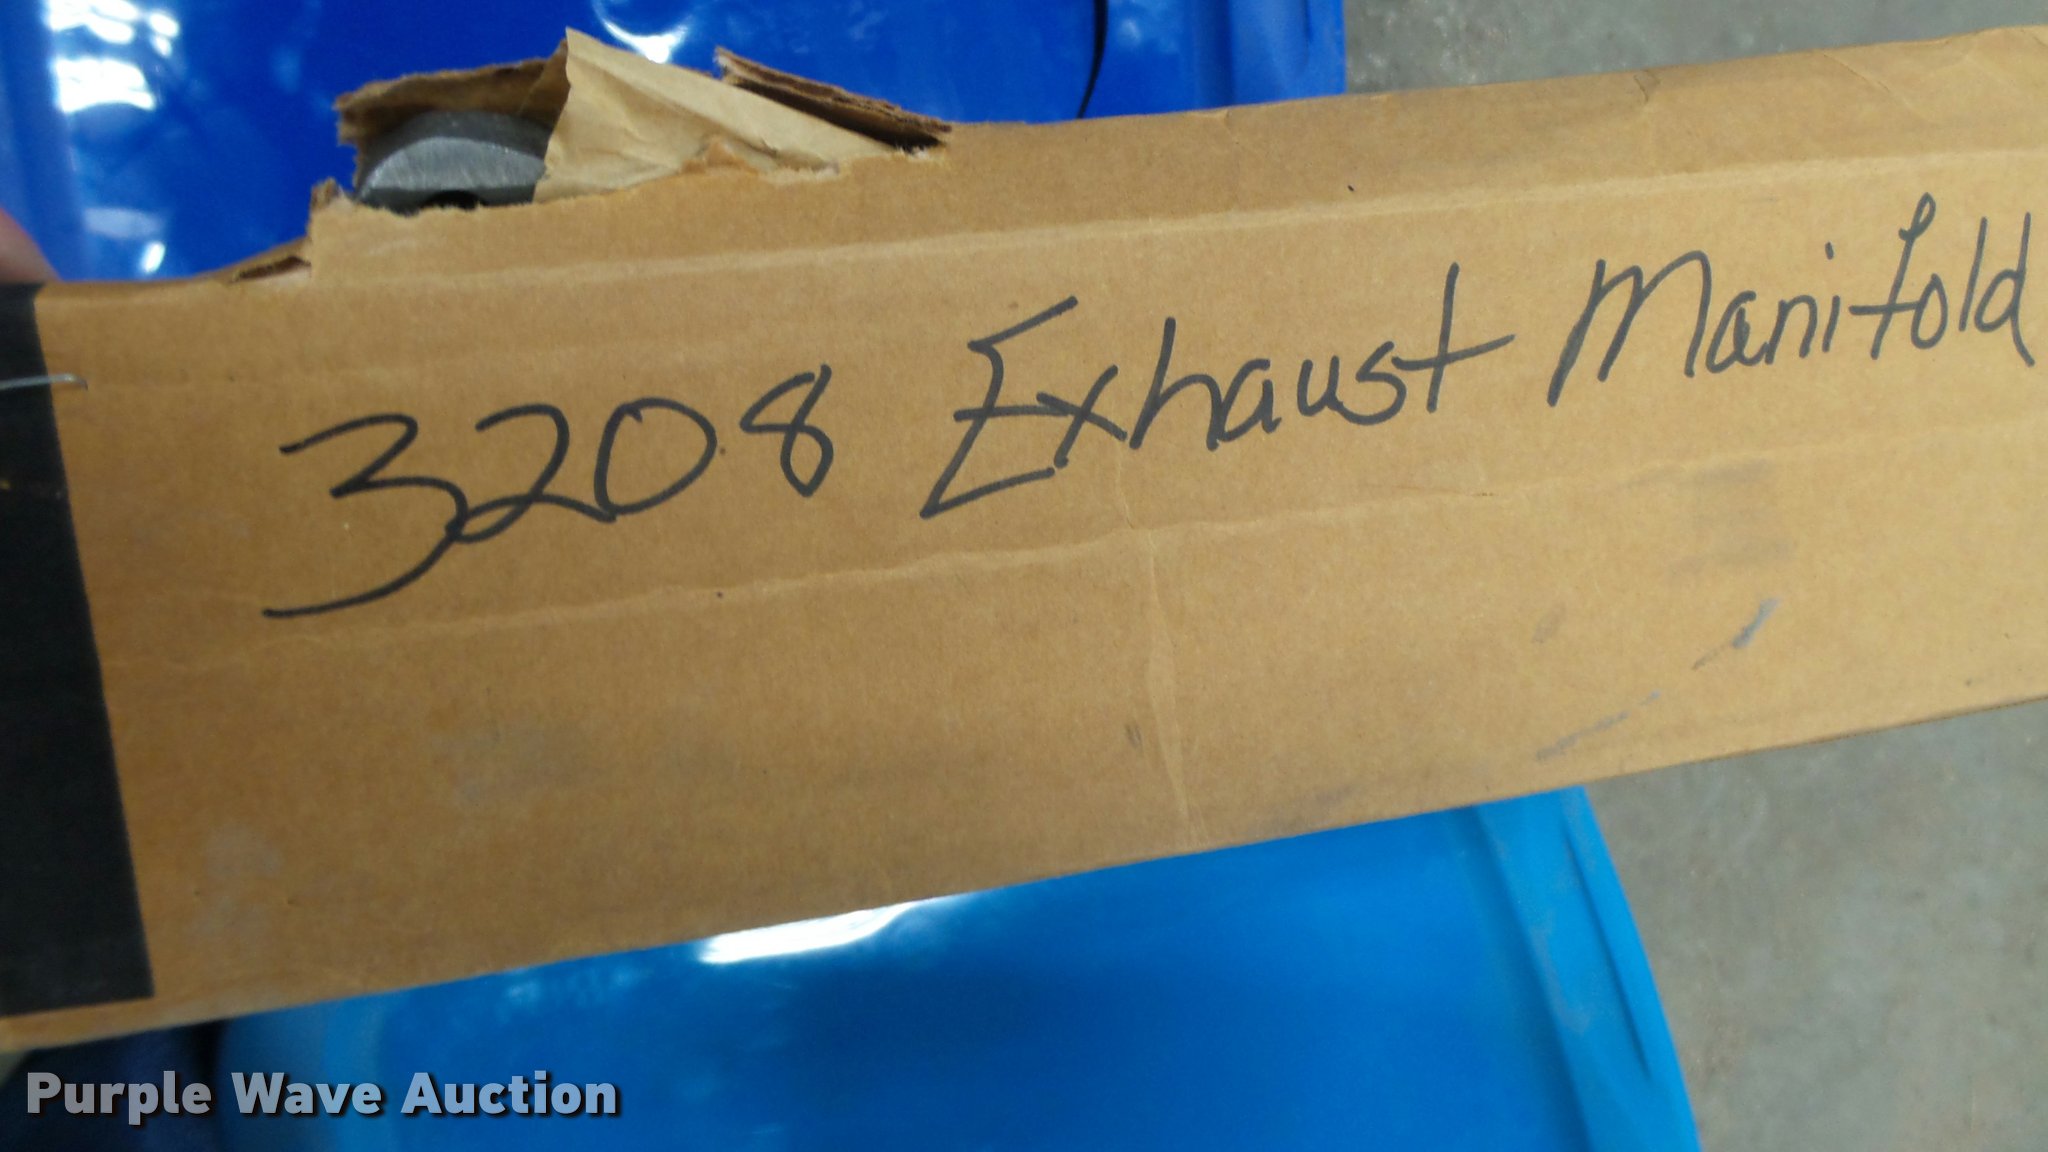 3208 Exhaust Manifold
Purple Wave Auction